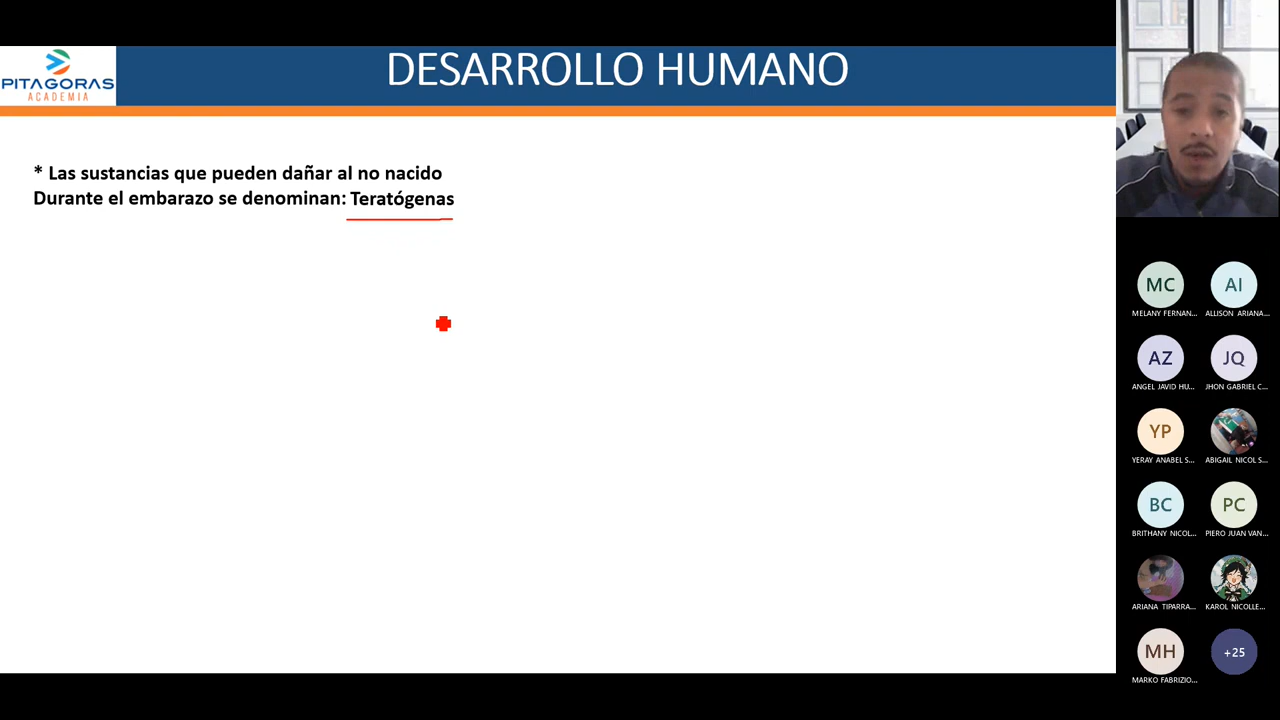 PITAGORAS
ACADEMIA
DESARROLLO HUMANO
* Las sustancias que pueden dañar al no nacido
Durante el embarazo se denominan: Teratógenas
MC AI
MELANY FERNAN... ALLISON ARIANA...
AZ JQ
ANGEL JAVID HU... JHON GABRIEL C...
YP
YERAY ANABEL S... ABIGAIL NICOL S...
BC PC
BRITHANY NICOL... PIERO JUAN VAN...
ARIANA TIPARRA... KAROL NICOLLE...
MH +25
MARKO FABRIZIO...